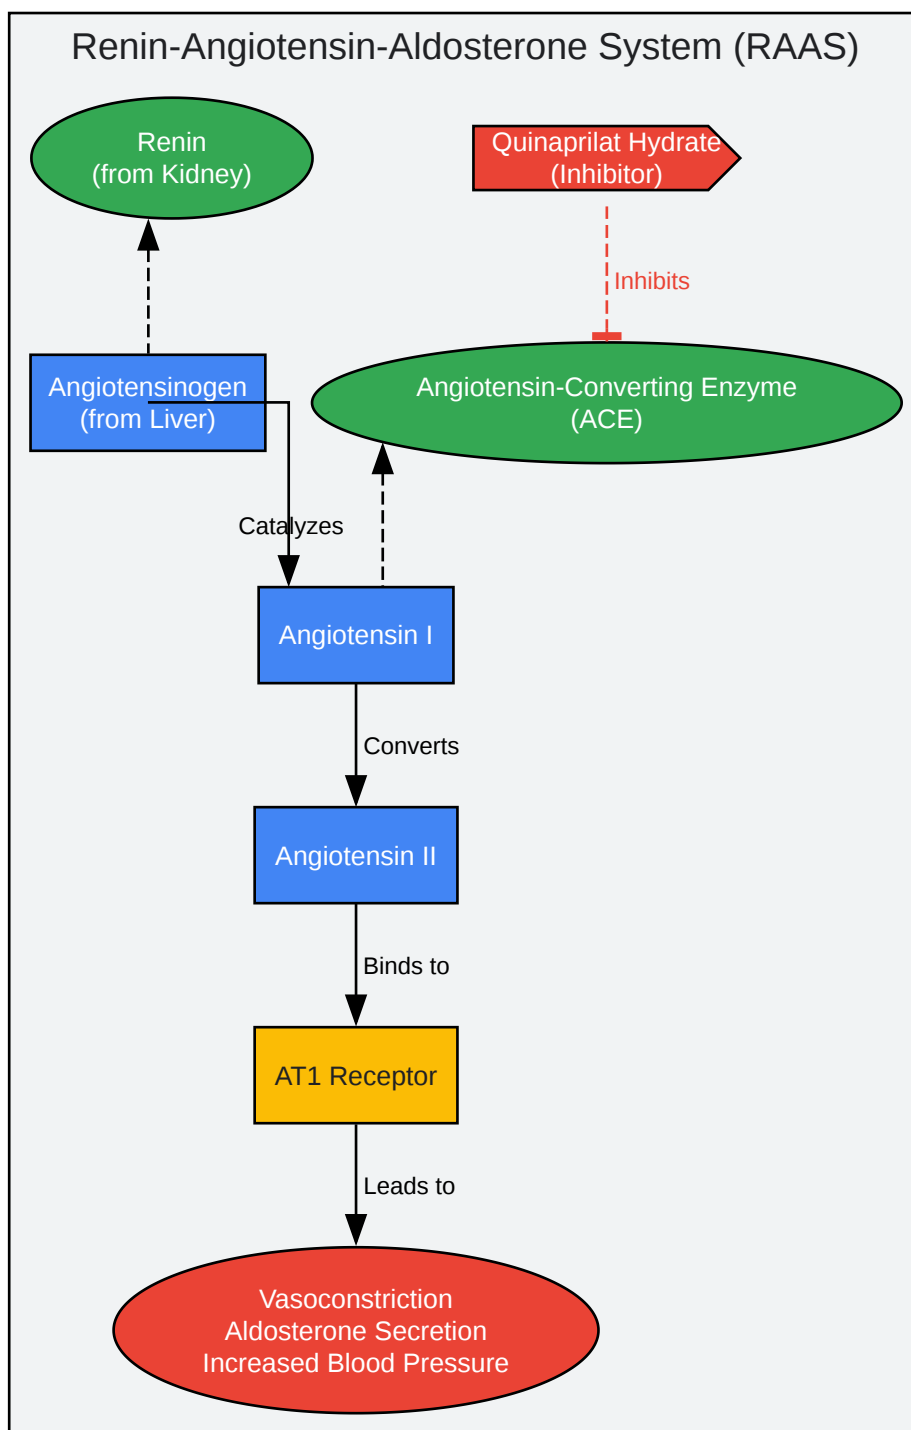 Renin-Angiotensin-Aldosterone System (RAAS)
Renin
(from Kidney)
Quinaprilat Hydrate
(Inhibitor)
Inhibits
Angiotensinogen
(from Liver)
Angiotensin-Converting Enzyme
(ACE)
Catalyzes
Angiotensin I
Converts
Angiotensin II
Binds to
AT1 Receptor
Leads to
Vasoconstriction
Aldosterone Secretion
Increased Blood Pressure